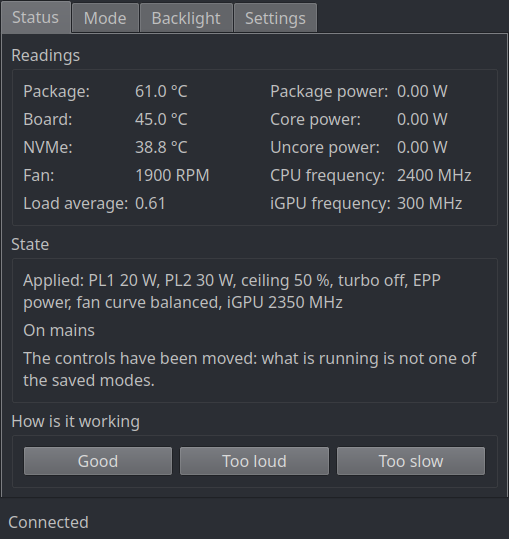 Status Mode Backlight Settings
Readings
Package: 61.0 °C Package power: 0.00 W
Board: 45.0 °C Core power: 0.00 W
NVMe: 38.8 °C Uncore power: 0.00 W
Fan: 1900 RPM CPU frequency: 2400 MHz
Load average: 0.61 iGPU frequency: 300 MHz
State
Applied: PL1 20 W, PL2 30 W, ceiling 50 %, turbo off, EPP
power, fan curve balanced, iGPU 2350 MHz
On mains
The controls have been moved: what is running is not one of
the saved modes.
How is it working
Good Too loud Too slow
Connected